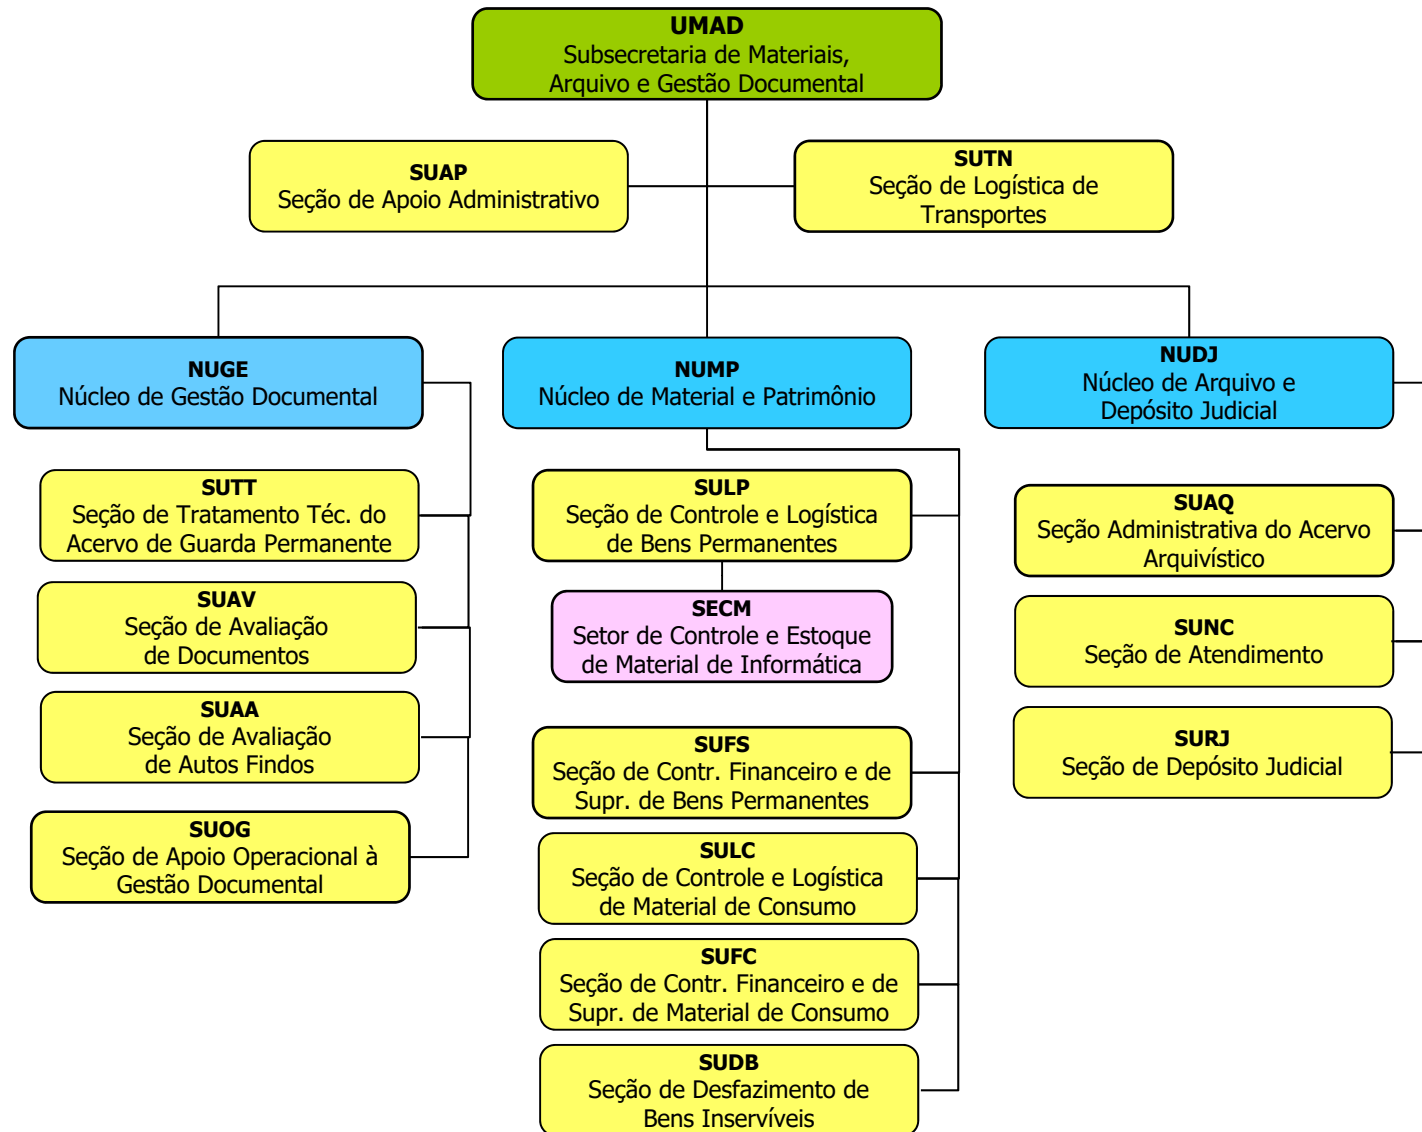 UMAD
Subsecretaria de Materiais,
Arquivo e Gestão Documental
SUAP
Seção de Apoio Administrativo
SUTN
Seção de Logística de
Transportes
NUGE
Núcleo de Gestão Documental
NUMP
Núcleo de Material e Patrimônio
NUDJ
Núcleo de Arquivo e
Depósito Judicial
SUTT
Seção de Tratamento Téc. do
Acervo de Guarda Permanente
SUAV
Seção de Avaliação
de Documentos
SUAA
Seção de Avaliação
de Autos Findos
SUOG
Seção de Apoio Operacional à
Gestão Documental
SULP
Seção de Controle e Logística
de Bens Permanentes
SECM
Setor de Controle e Estoque
de Material de Informática
SUFS
Seção de Contr. Financeiro e de
Supr. de Bens Permanentes
SULC
Seção de Controle e Logística
de Material de Consumo
SUFC
Seção de Contr. Financeiro e de
Supr. de Material de Consumo
SUDB
Seção de Desfazimento de
Bens Inservíveis
SUAQ
Seção Administrativa do Acervo
Arquivístico
SUNC
Seção de Atendimento
SURJ
Seção de Depósito Judicial